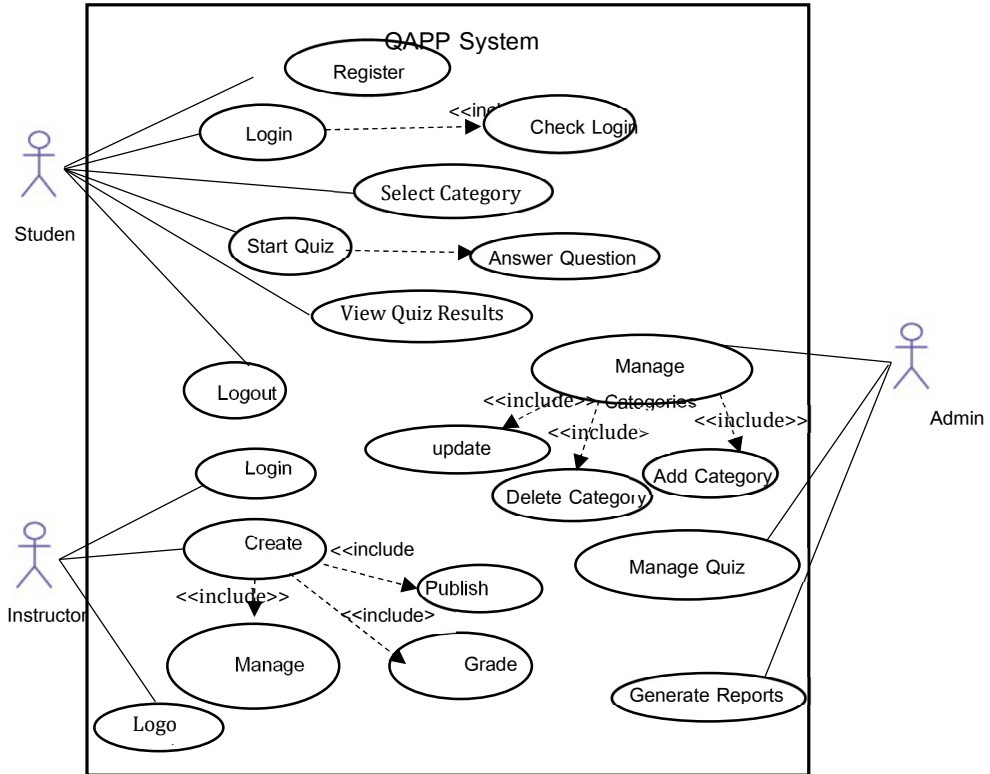 QAPP System
Register
Login
<<inc
Check Login
Select Category
Studen
Start Quiz
Answer Question
View Quiz Results
Manage
Categories
Logout
<<include>>
<<include>
<<include>>
Admin
update
Add Category
Delete Category
Login
Create
<<include
Manage Quiz
Publish
<<include>>
<<include>
Instructor
Manage
Grade
Generate Reports
Logo